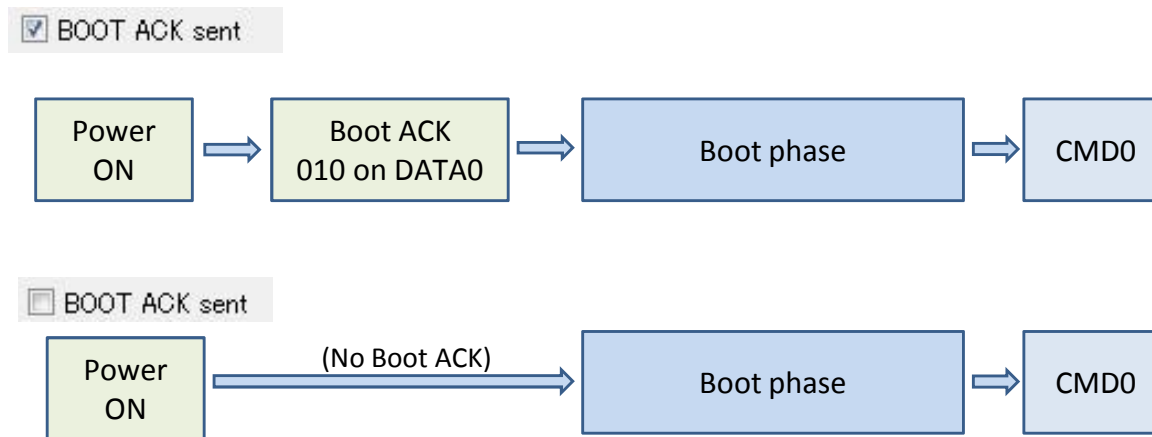 BOOT ACK sent
Power
ON
Boot ACK
010 on DATA0
Boot phase
CMD0
BOOT ACK sent
Power
ON
(No Boot ACK)
Boot phase
CMD0